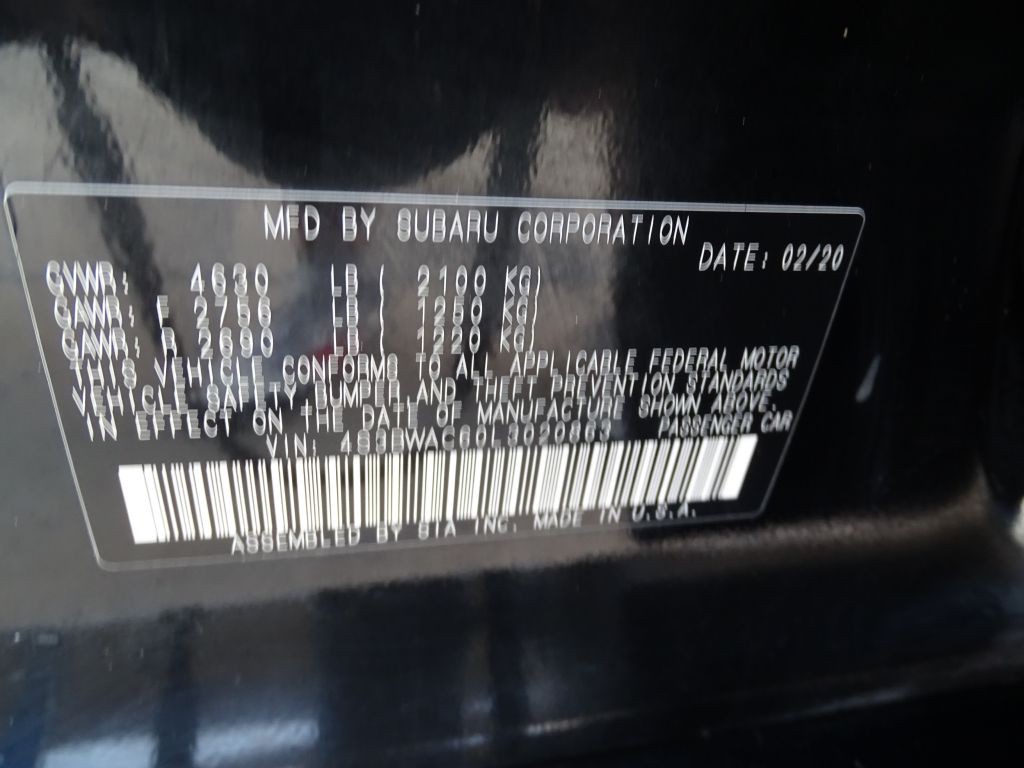 MFD BY SUBARU CORPORATION
DATE: 02/20
GVWR: 4630 LB ( 2100 KG)
GAWR: F 2756 LB ( 1250 KG)
GAWR: R 2690 LB ( 1220 KG)
THIS VEHICLE CONFORMS TO ALL APPLICABLE FEDERAL MOTOR
VEHICLE SAFETY BUMPER, AND THEFT PREVENTION STANDARDS
IN EFFECT ON THE DATE OF MANUFACTURE SHOWN ABOVE.
VIN: 4S3BWAC60L3020863 PASSENGER CAR
ASSEMBLED BY SIA INC. MADE IN U.S.A.